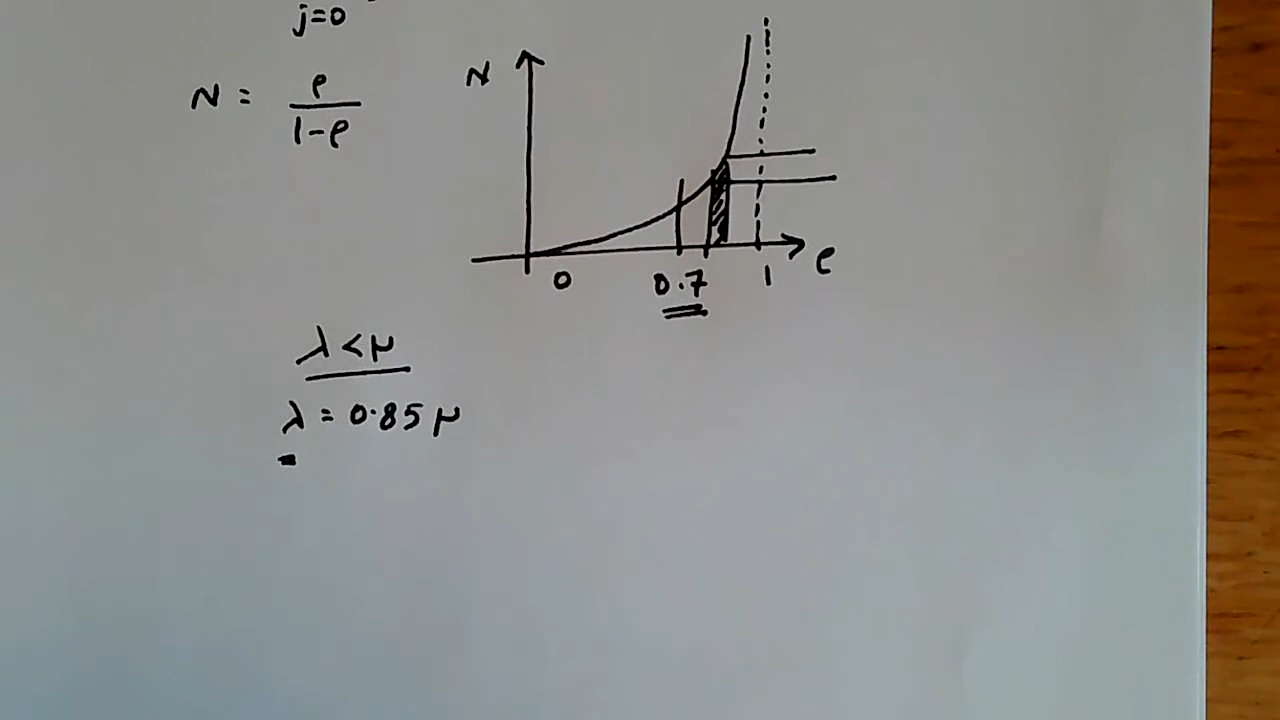 j=0
N = ρ / 1-ρ
N
0 0.7 1 ρ
λ < μ
λ = 0.85 μ